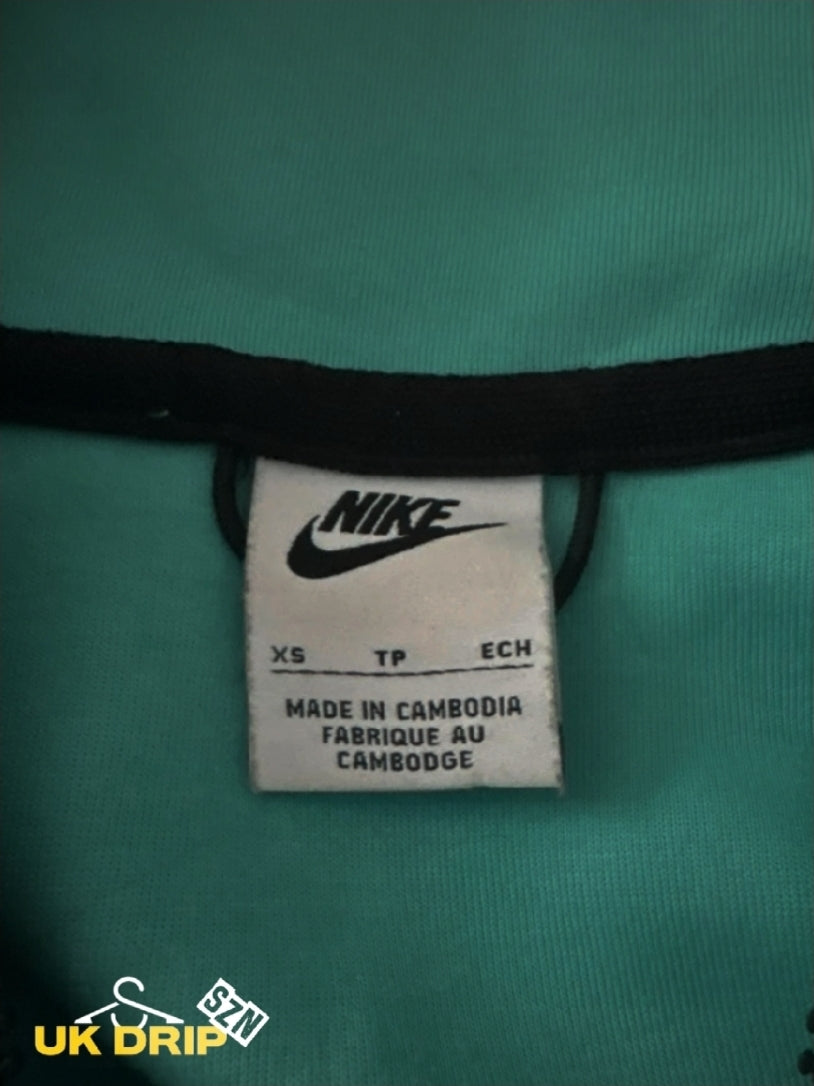 NIKE
XS TP ECH
MADE IN CAMBODIA
FABRIQUE AU
CAMBODGE
UK DRIP SZN